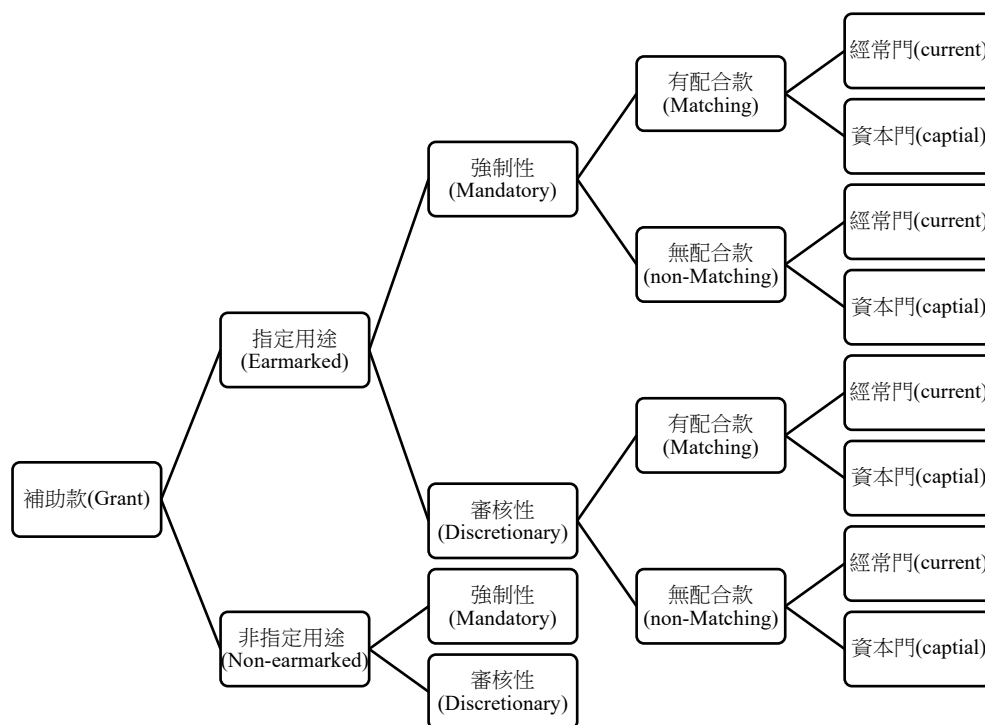 補助款(Grant)
指定用途
(Earmarked)
強制性
(Mandatory)
有配合款
(Matching)
經常門(current)
資本門(captial)
無配合款
(non-Matching)
經常門(current)
資本門(captial)
審核性
(Discretionary)
有配合款
(Matching)
經常門(current)
資本門(captial)
無配合款
(non-Matching)
經常門(current)
資本門(captial)
非指定用途
(Non-earmarked)
強制性
(Mandatory)
審核性
(Discretionary)